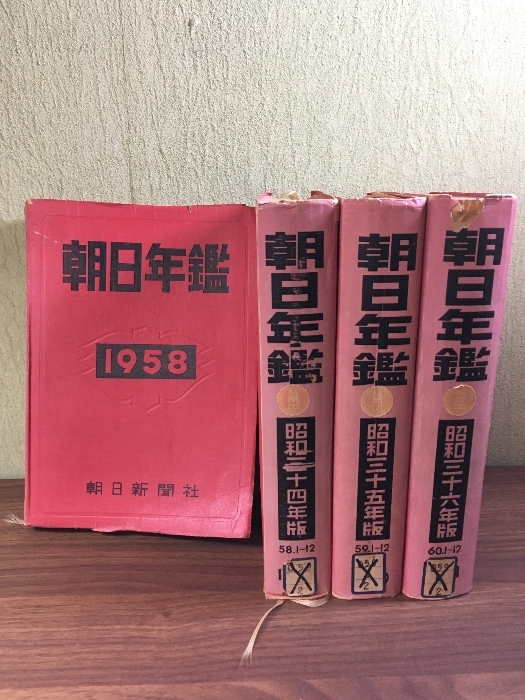 朝日年鑑
1958
朝日新聞社
朝日年鑑
昭和三十四年版
58.1-12
朝日年鑑
昭和三十五年版
59.1-12
朝日年鑑
昭和三十六年版
60.1-12
059
2